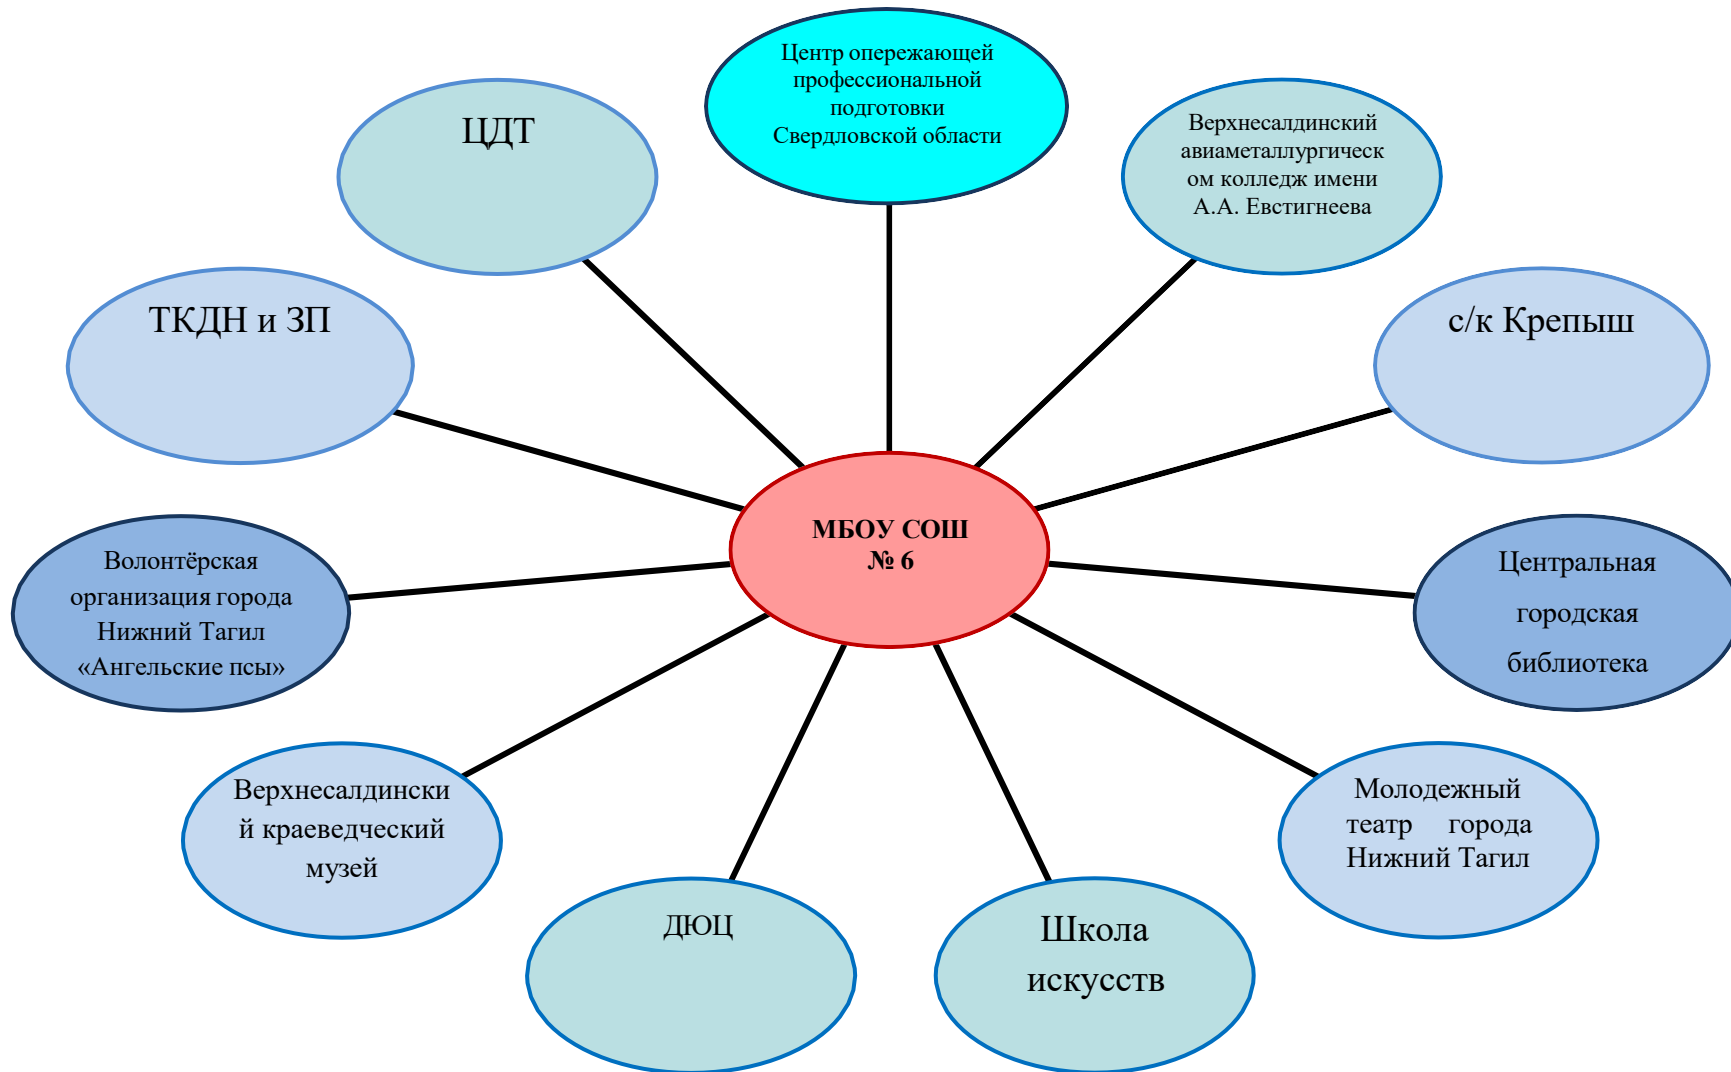 Центр опережающей
профессиональной
подготовки
Свердловской области
ЦДТ
Верхнесалдинский
авиаметаллургическ
ом колледж имени
А.А. Евстигнеева
ТКДН и ЗП
с/к Крепыш
МБОУ СОШ
№ 6
Волонтёрская
организация города
Нижний Тагил
«Ангельские псы»
Центральная
городская
библиотека
Верхнесалдински
й краеведческий
музей
Молодежный
театр города
Нижний Тагил
ДЮЦ
Школа
искусств